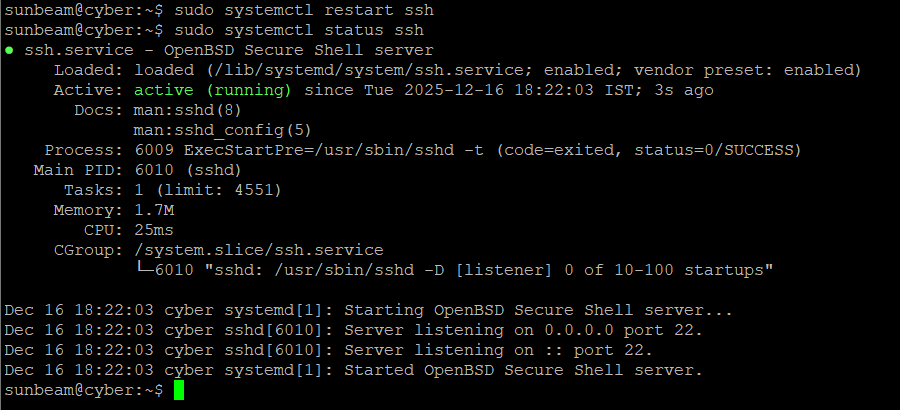 sunbeam@cyber:~$ sudo systemctl restart ssh
sunbeam@cyber:~$ sudo systemctl status ssh
● ssh.service - OpenBSD Secure Shell server
     Loaded: loaded (/lib/systemd/system/ssh.service; enabled; vendor preset: enabled)
     Active: active (running) since Tue 2025-12-16 18:22:03 IST; 3s ago
       Docs: man:sshd(8)
             man:sshd_config(5)
    Process: 6009 ExecStartPre=/usr/sbin/sshd -t (code=exited, status=0/SUCCESS)
   Main PID: 6010 (sshd)
      Tasks: 1 (limit: 4551)
     Memory: 1.7M
        CPU: 25ms
     CGroup: /system.slice/ssh.service
             └─6010 "sshd: /usr/sbin/sshd -D [listener] 0 of 10-100 startups"

Dec 16 18:22:03 cyber systemd[1]: Starting OpenBSD Secure Shell server...
Dec 16 18:22:03 cyber sshd[6010]: Server listening on 0.0.0.0 port 22.
Dec 16 18:22:03 cyber sshd[6010]: Server listening on :: port 22.
Dec 16 18:22:03 cyber systemd[1]: Started OpenBSD Secure Shell server.
sunbeam@cyber:~$